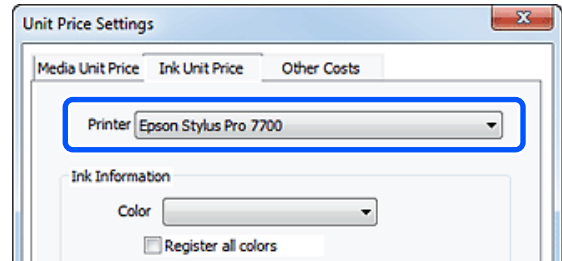 Unit Price Settings
Media Unit Price Ink Unit Price Other Costs
Printer Epson Stylus Pro 7700
Ink Information
Color
Register all colors